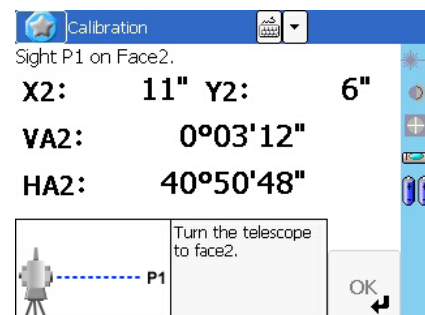 Calibration
Sight P1 on Face2.
X2: 11" Y2: 6"
VA2: 0°03'12"
HA2: 40°50'48"
Turn the telescope
to face2.
P1
OK